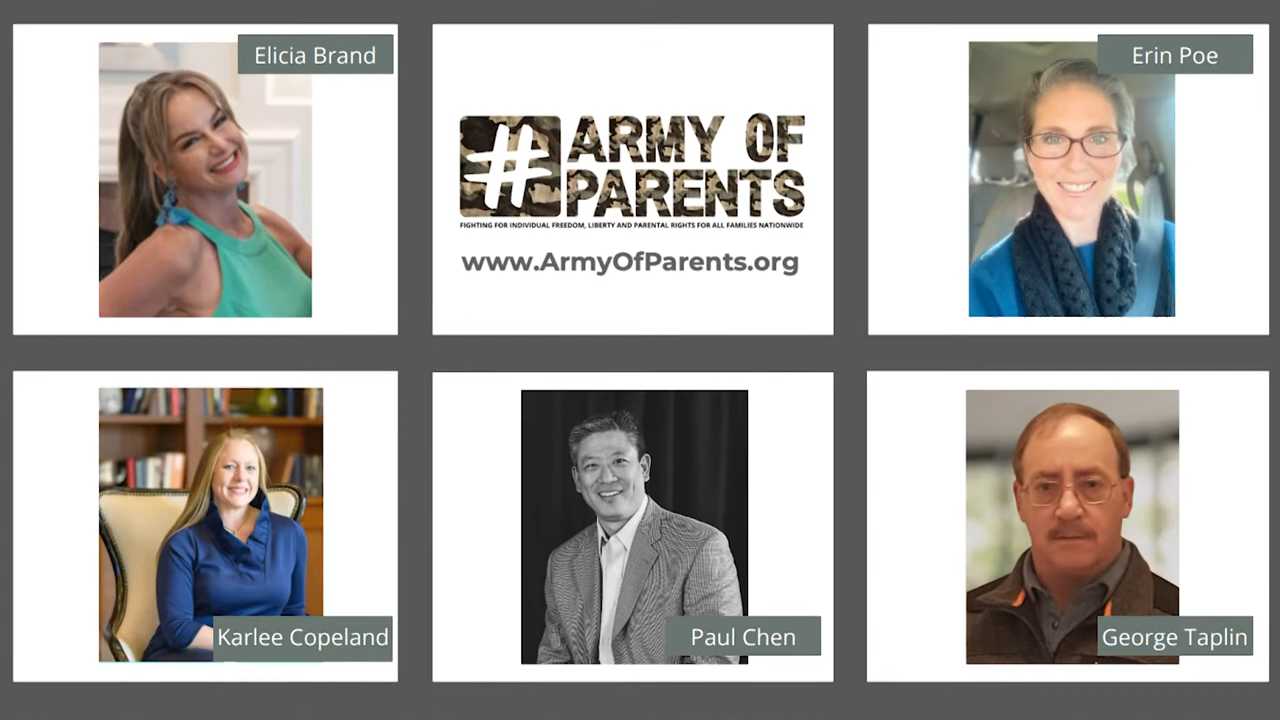 Elicia Brand
# ARMY OF
PARENTS
FIGHTING FOR INDIVIDUAL FREEDOM, LIBERTY AND PARENTAL RIGHTS FOR ALL FAMILIES NATIONWIDE
www.ArmyOfParents.org
Erin Poe
Karlee Copeland
Paul Chen
George Taplin